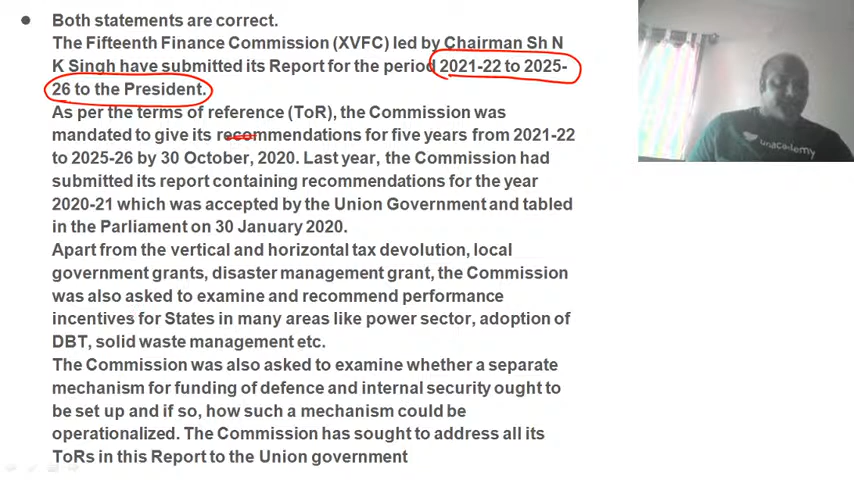 Both statements are correct.
The Fifteenth Finance Commission (XVFC) led by Chairman Sh N
K Singh have submitted its Report for the period 2021-22 to 2025-
26 to the President.
As per the terms of reference (ToR), the Commission was
mandated to give its recommendations for five years from 2021-22
to 2025-26 by 30 October, 2020. Last year, the Commission had
submitted its report containing recommendations for the year
2020-21 which was accepted by the Union Government and tabled
in the Parliament on 30 January 2020.
Apart from the vertical and horizontal tax devolution, local
government grants, disaster management grant, the Commission
was also asked to examine and recommend performance
incentives for States in many areas like power sector, adoption of
DBT, solid waste management etc.
The Commission was also asked to examine whether a separate
mechanism for funding of defence and internal security ought to
be set up and if so, how such a mechanism could be
operationalized. The Commission has sought to address all its
ToRs in this Report to the Union government
unacademy